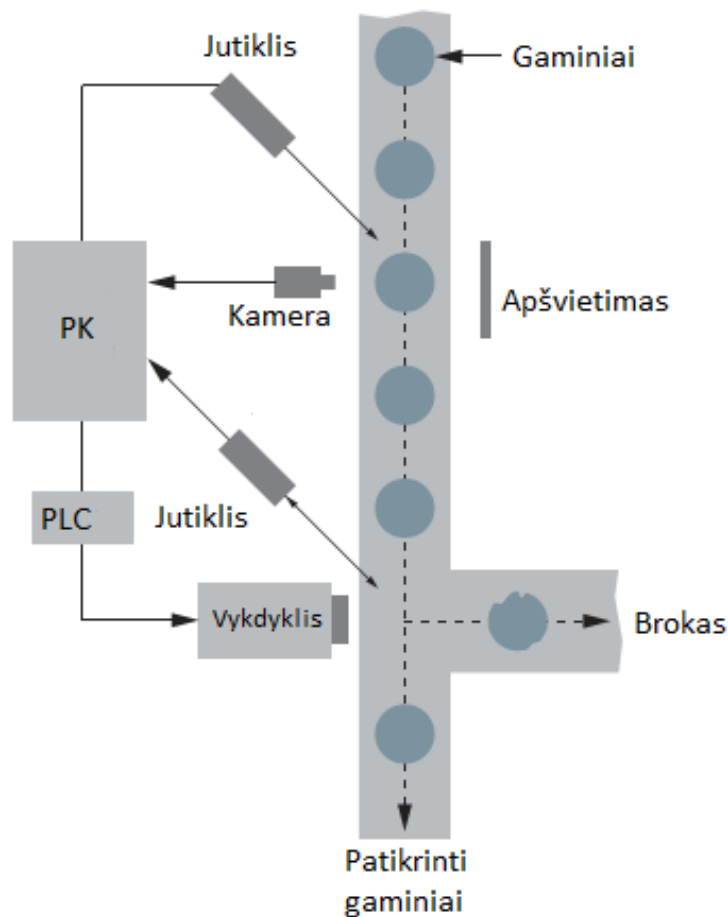 Jutiklis
Gaminiai
Kamera
Apšvietimas
PK
PLC
Jutiklis
Vykdyklis
Brokas
Patikrinti
gaminiai